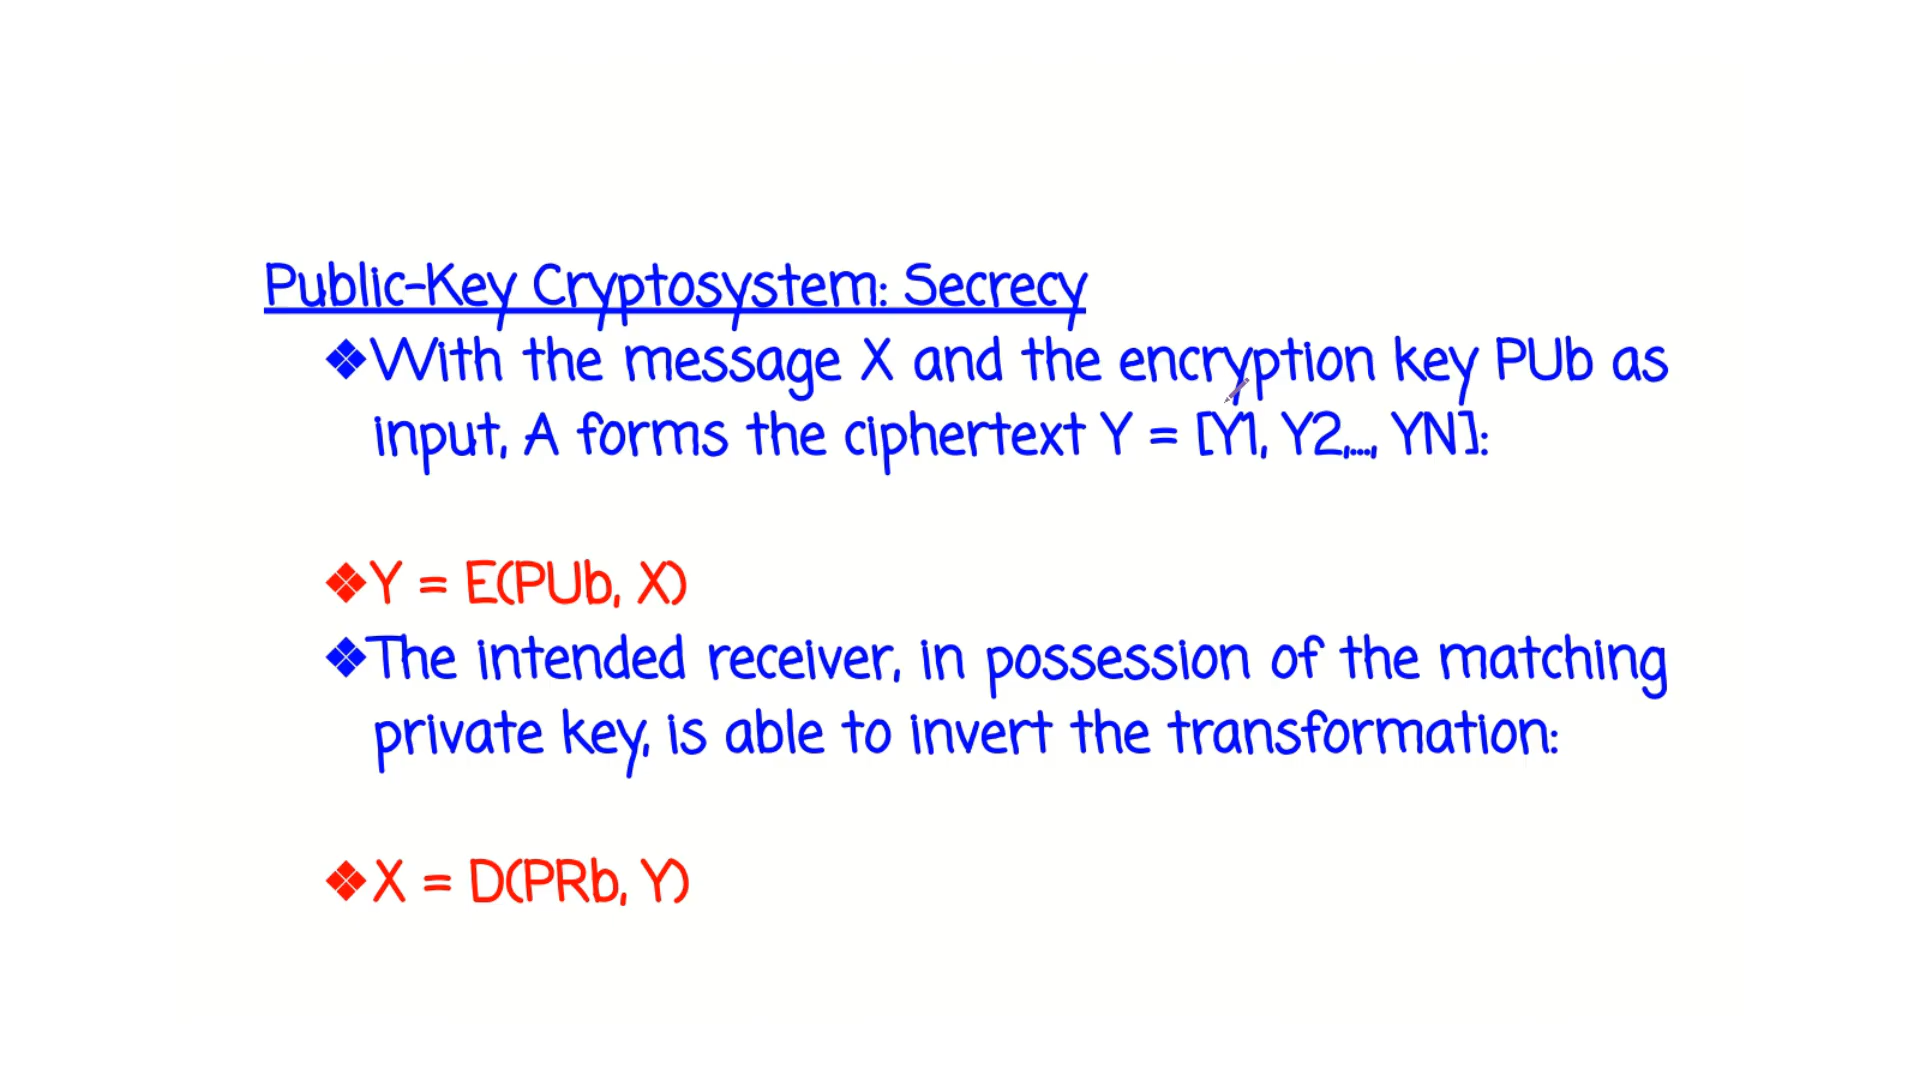 Public-Key Cryptosystem: Secrecy
❖With the message X and the encryption key PUb as
input, A forms the ciphertext Y = [Y1, Y2,..., YN]:
❖Y = E(PUb, X)
❖The intended receiver, in possession of the matching
private key, is able to invert the transformation:
❖X = D(PRb, Y)